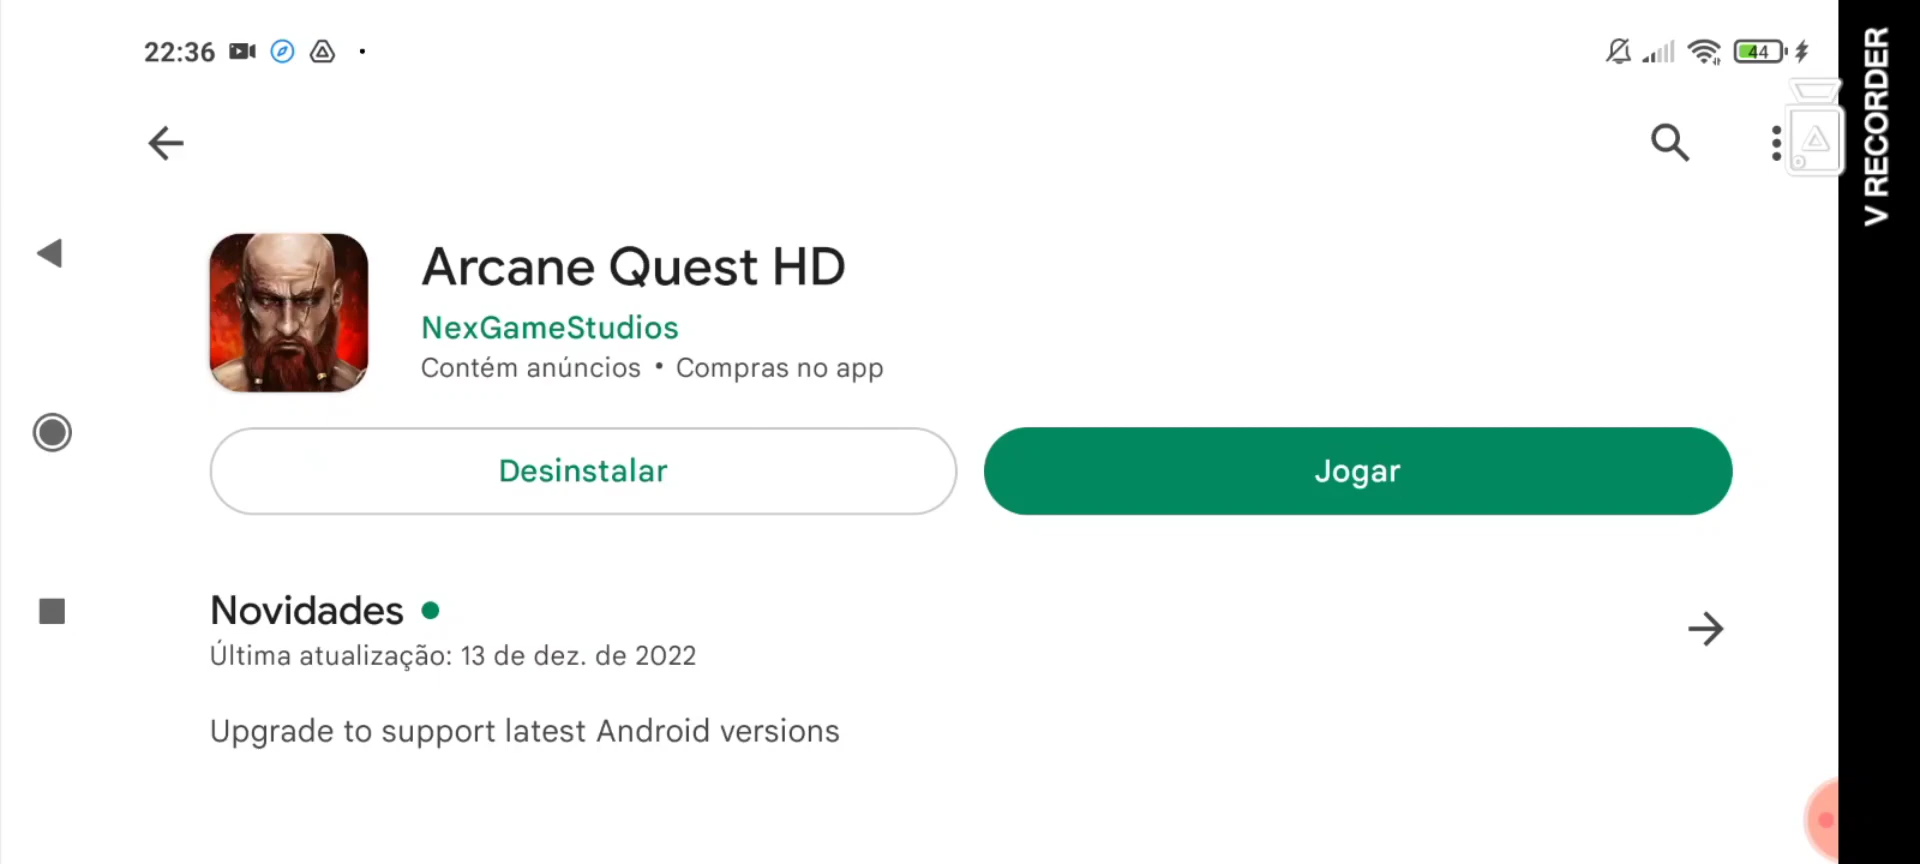 22:36
44
V RECORDER
Arcane Quest HD
NexGameStudios
Contém anúncios • Compras no app
Desinstalar
Jogar
Novidades
Última atualização: 13 de dez. de 2022
Upgrade to support latest Android versions